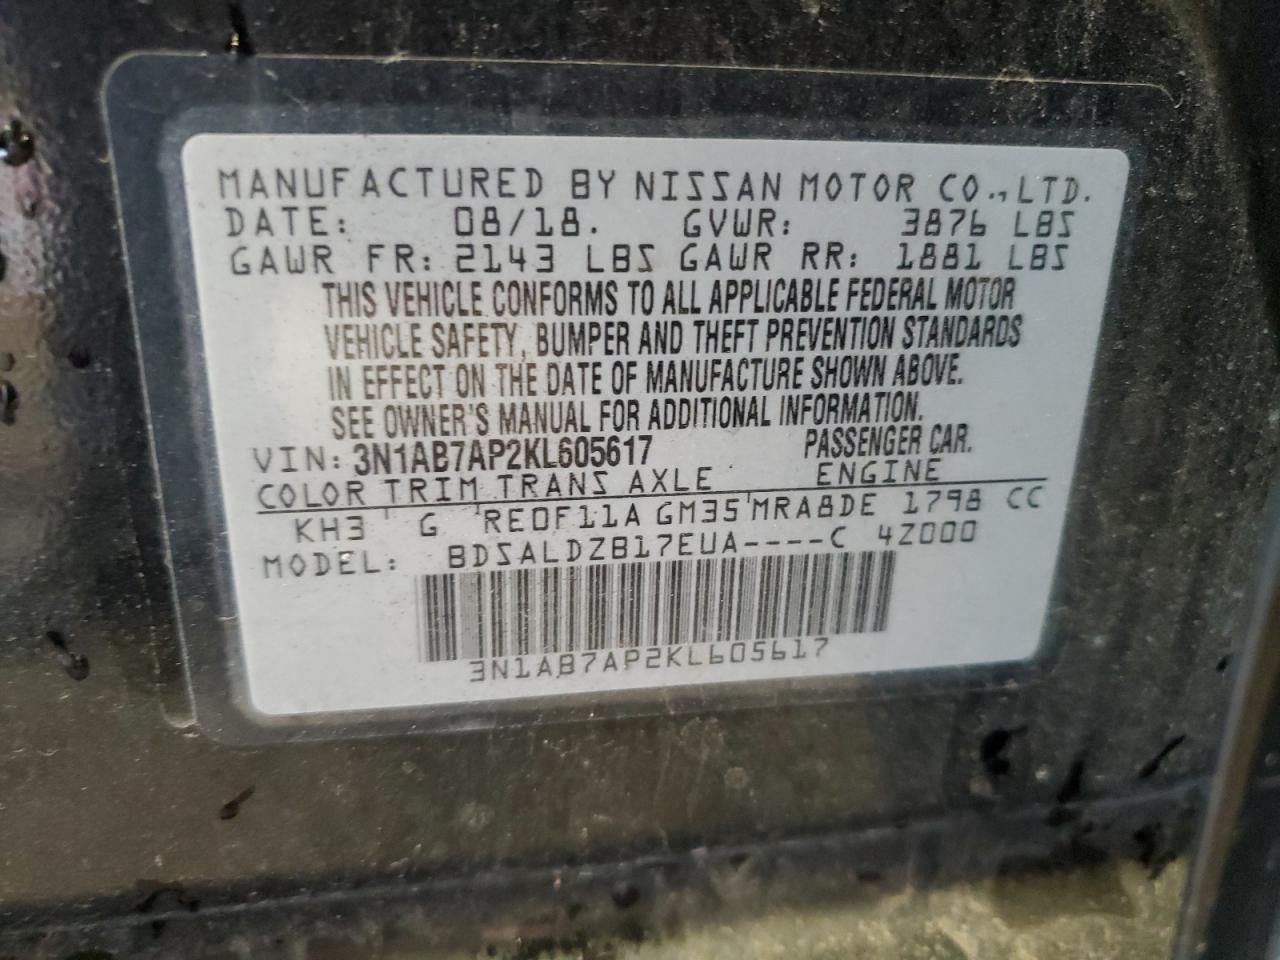 MANUFACTURED BY NISSAN MOTOR CO., LTD.
DATE: 08/18. GVWR: 3876 LBS
GAWR FR: 2143 LBS GAWR RR: 1881 LBS
THIS VEHICLE CONFORMS TO ALL APPLICABLE FEDERAL MOTOR
VEHICLE SAFETY, BUMPER AND THEFT PREVENTION STANDARDS
IN EFFECT ON THE DATE OF MANUFACTURE SHOWN ABOVE.
SEE OWNER'S MANUAL FOR ADDITIONAL INFORMATION.
VIN: 3N1AB7AP2KL605617 PASSENGER CAR.
COLOR TRIM TRANS AXLE ENGINE
KH3 G RE0F11A GM35 MRA8DE 1798 CC
MODEL: BDSALDZB17EUA----C 4Z000
3N1AB7AP2KL605617